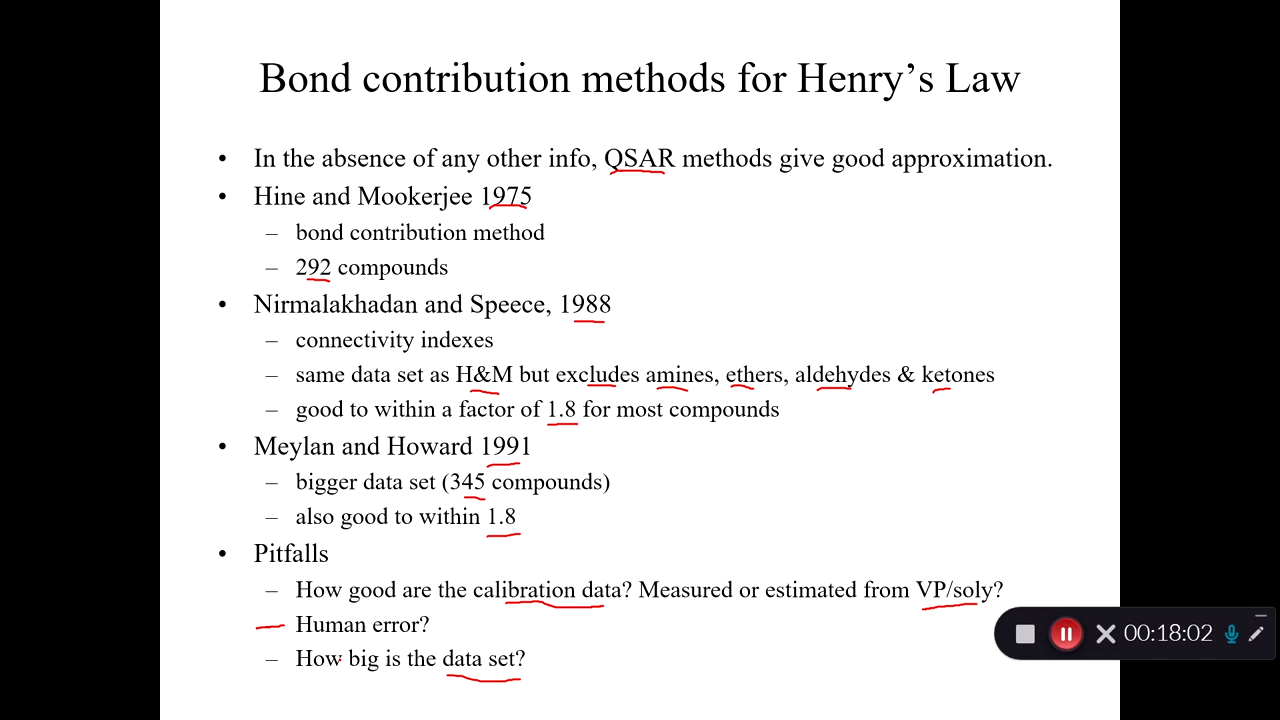 Bond contribution methods for Henry’s Law
• In the absence of any other info, QSAR methods give good approximation.
• Hine and Mookerjee 1975
– bond contribution method
– 292 compounds
• Nirmalakhadan and Speece, 1988
– connectivity indexes
– same data set as H&M but excludes amines, ethers, aldehydes & ketones
– good to within a factor of 1.8 for most compounds
• Meylan and Howard 1991
– bigger data set (345 compounds)
– also good to within 1.8
• Pitfalls
– How good are the calibration data? Measured or estimated from VP/soly?
– Human error?
– How big is the data set?
00:18:02